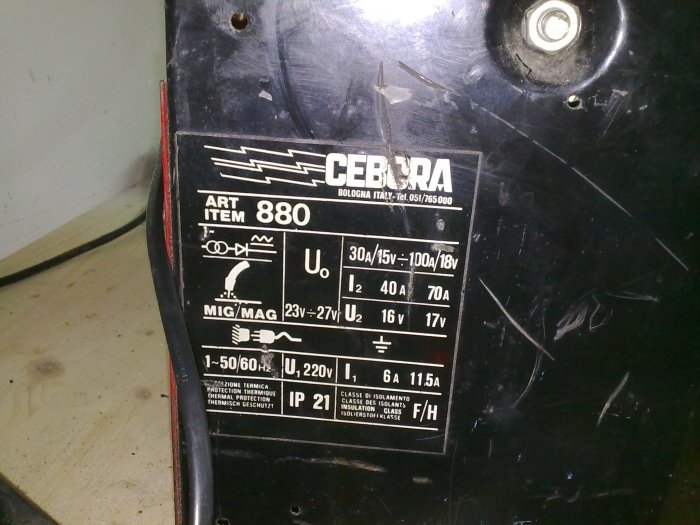 CEBORA
BOLOGNA ITALY-Tel. 051/765000
ART
ITEM 880
1~
U₀ 30A/15V÷100A/18V
I₂ 40A 70A
MIG/MAG 23V÷27V U₂ 16V 17V
1~50/60Hz U₁ 220V I₁ 6A 11.5A
TERMICA
PROTECTION THERMIQUE
THERMAL PROTECTION
THERMISCH GESCHUTZT
IP 21
CLASSE DI ISOLAMENTO
CLASSE DES ISOLANTS
INSULATION CLASS
ISOLIERSTOFFKLASSE
F/H